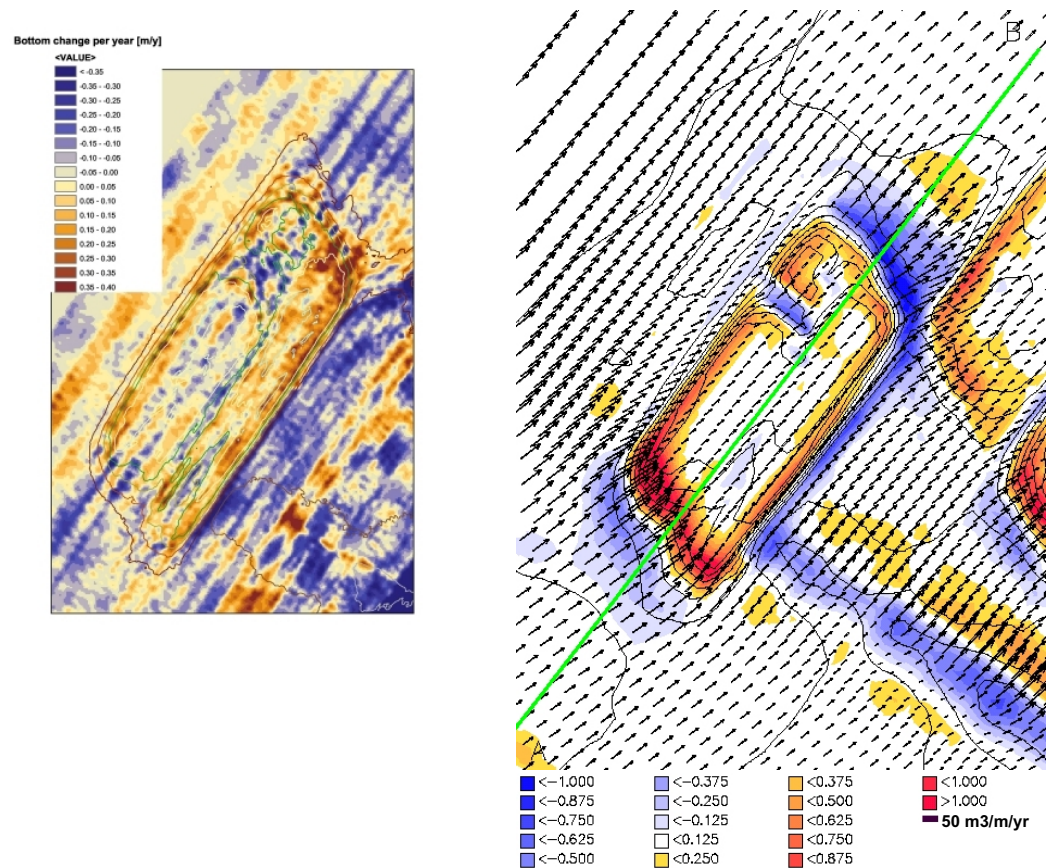 Bottom change per year [m/y]
<VALUE>
< -0.35
-0.35 - -0.30
-0.30 - -0.25
-0.25 - -0.20
-0.20 - -0.15
-0.15 - -0.10
-0.10 - -0.05
-0.05 - 0.00
0.00 - 0.05
0.05 - 0.10
0.10 - 0.15
0.15 - 0.20
0.20 - 0.25
0.25 - 0.30
0.30 - 0.35
0.35 - 0.40
B
A
<-1.000
<-0.875
<-0.750
<-0.625
<-0.500
<-0.375
<-0.250
<-0.125
<0.125
<0.250
<0.375
<0.500
<0.625
<0.750
<0.875
<1.000
>1.000
50 m3/m/yr